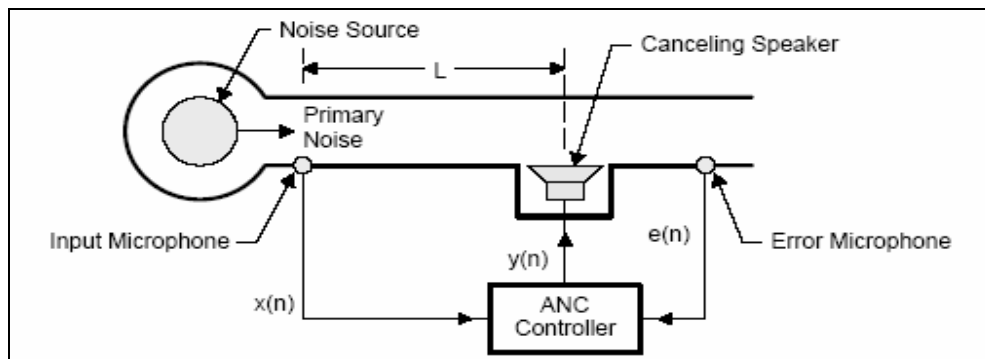 Noise Source
Canceling Speaker
L
Primary
Noise
Input Microphone
Error Microphone
e(n)
y(n)
x(n)
ANC
Controller